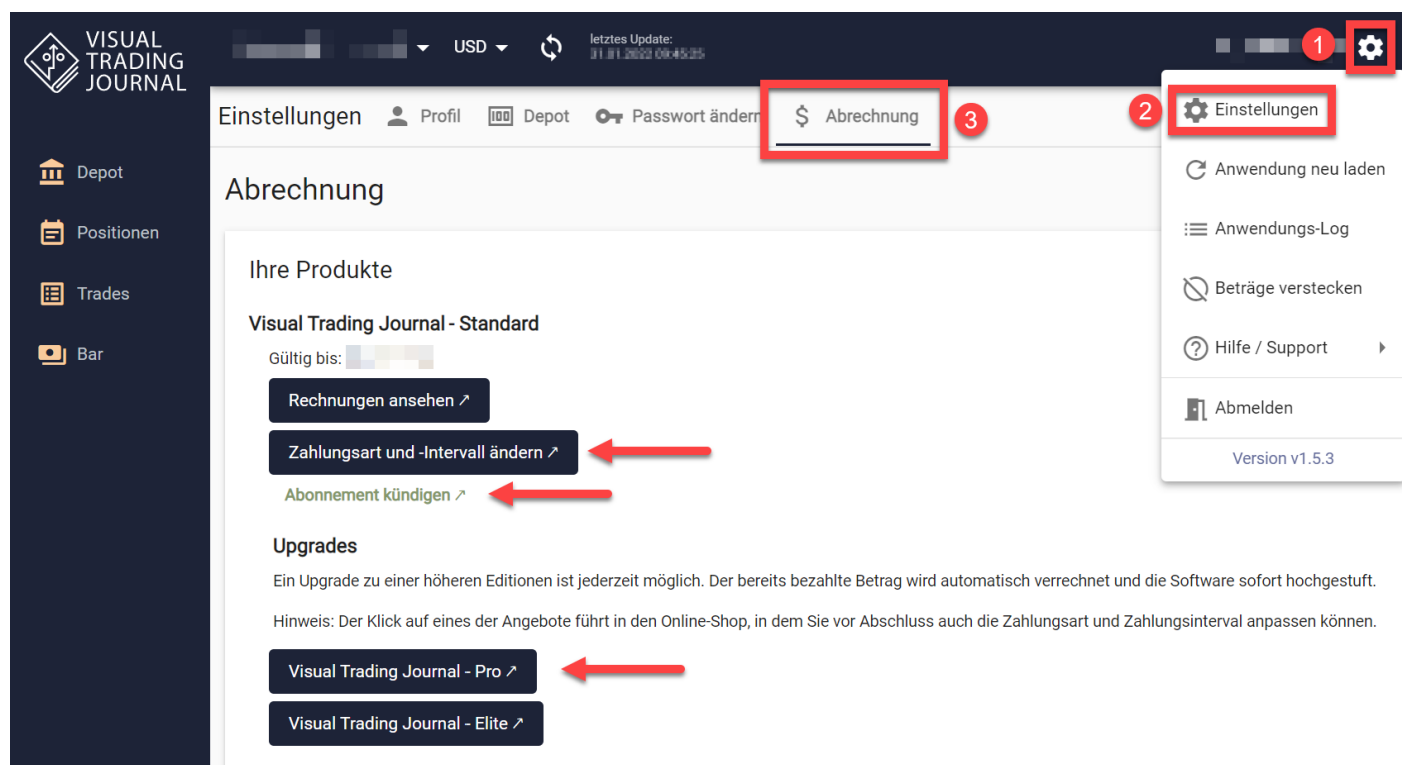 VISUAL
TRADING
JOURNAL
USD
letztes Update:
1
Einstellungen
Profil
Depot
Passwort ändern
Abrechnung
3
2
Einstellungen
Anwendung neu laden
Anwendungs-Log
Beträge verstecken
Hilfe / Support
Abmelden
Version v1.5.3
Depot
Positionen
Trades
Bar
Abrechnung
Ihre Produkte
Visual Trading Journal - Standard
Gültig bis:
Rechnungen ansehen ↗
Zahlungsart und -Intervall ändern ↗
Abonnement kündigen ↗
Upgrades
Ein Upgrade zu einer höheren Editionen ist jederzeit möglich. Der bereits bezahlte Betrag wird automatisch verrechnet und die Software sofort hochgestuft.
Hinweis: Der Klick auf eines der Angebote führt in den Online-Shop, in dem Sie vor Abschluss auch die Zahlungsart und Zahlungsinterval anpassen können.
Visual Trading Journal - Pro ↗
Visual Trading Journal - Elite ↗